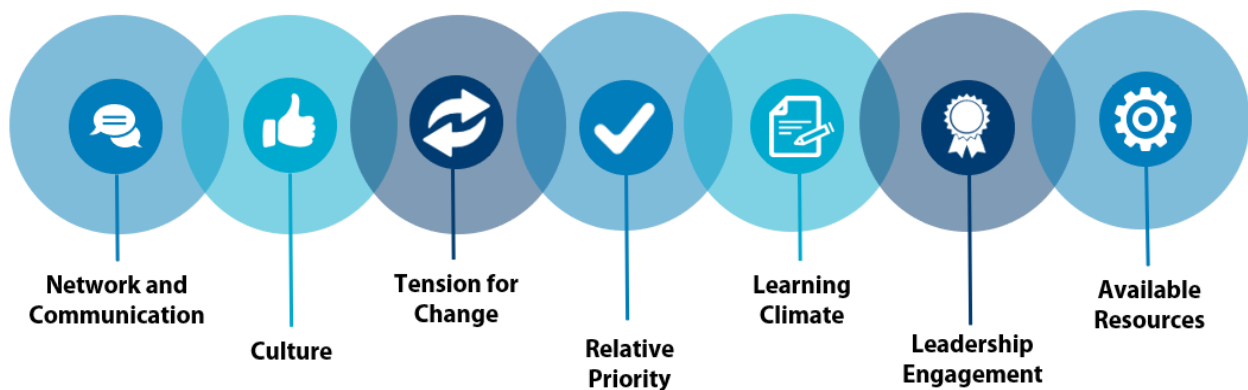 Network and
Communication
Culture
Tension for
Change
Relative
Priority
Learning
Climate
Leadership
Engagement
Available
Resources